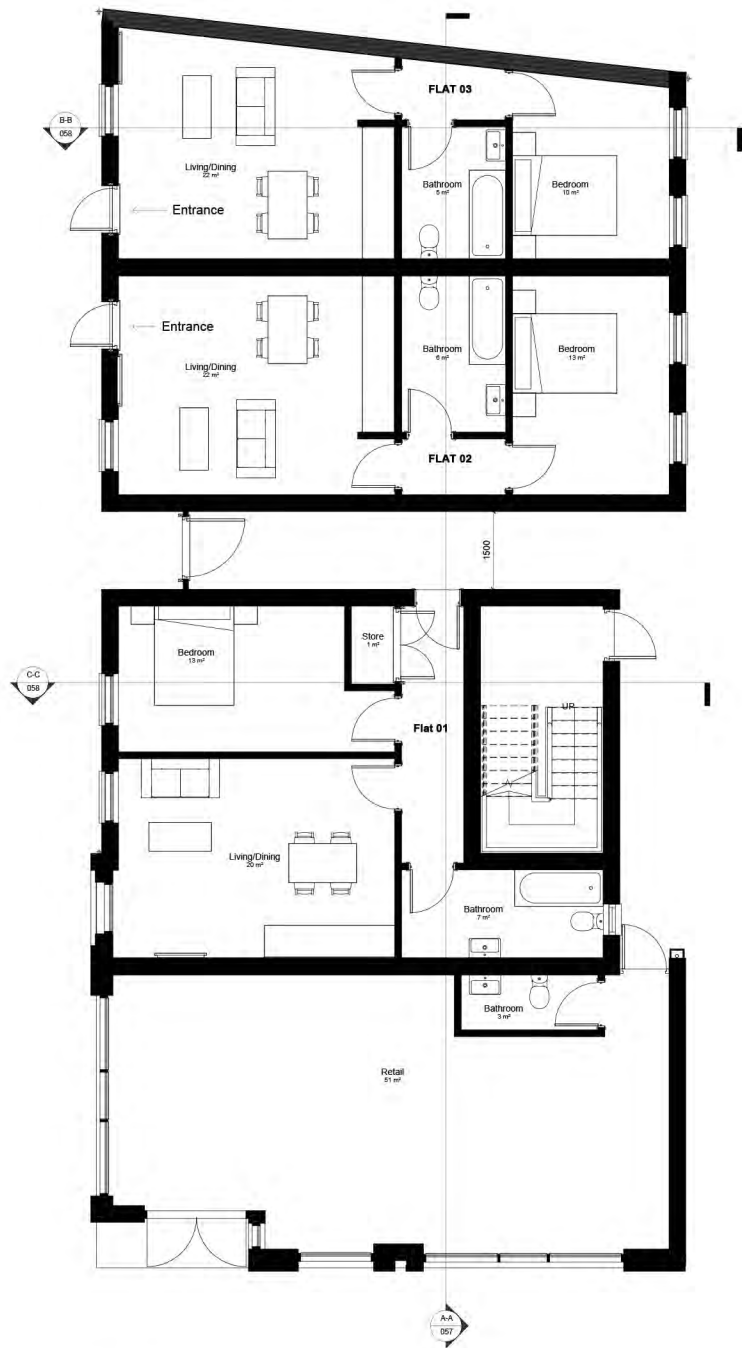 FLAT 03
B-B
058
Living/Dining
22 m²
Bathroom
5 m²
Bedroom
10 m²
Entrance
Entrance
Living/Dining
22 m²
Bathroom
6 m²
Bedroom
13 m²
FLAT 02
1500
Store
1 m²
Bedroom
13 m²
C-C
058
UP
Flat 01
Living/Dining
20 m²
Bathroom
7 m²
Bathroom
3 m²
Retail
51 m²
A-A
057